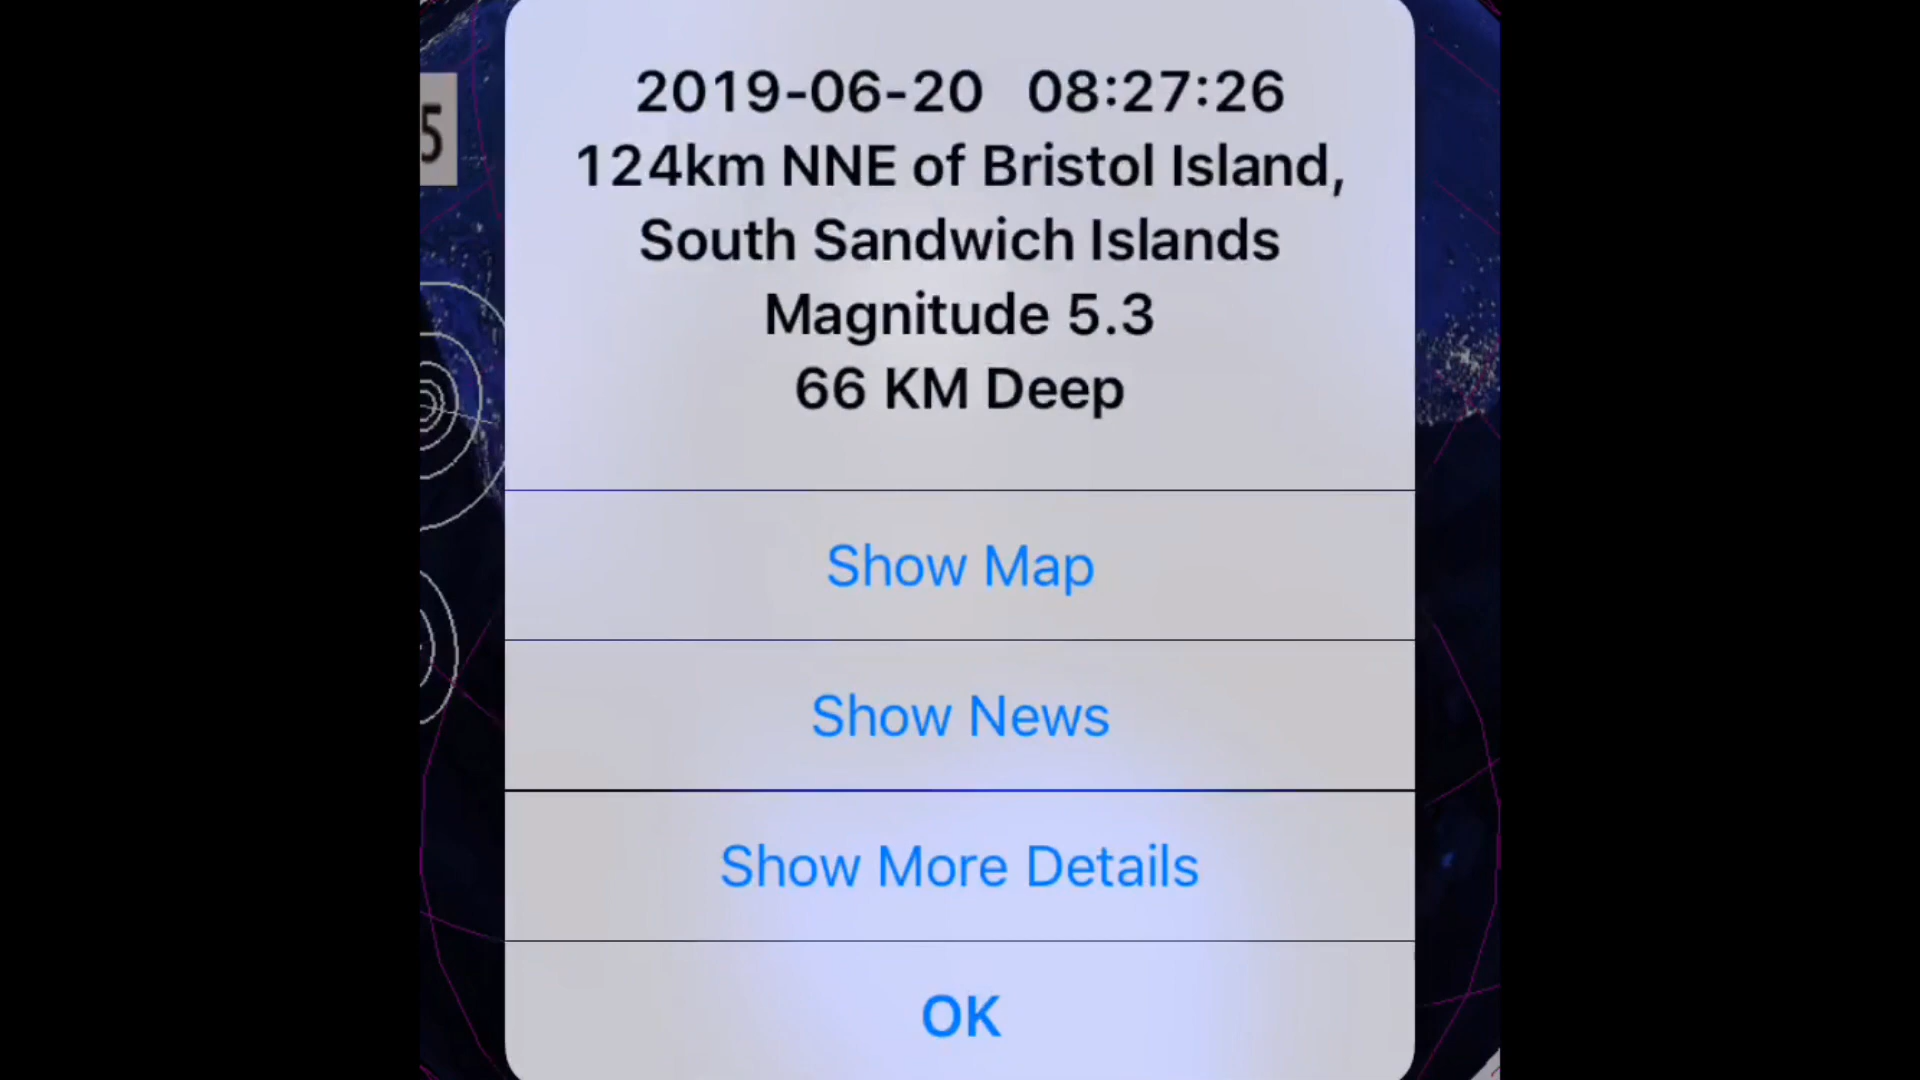 5
2019-06-20 08:27:26
124km NNE of Bristol Island,
South Sandwich Islands
Magnitude 5.3
66 KM Deep
Show Map
Show News
Show More Details
OK